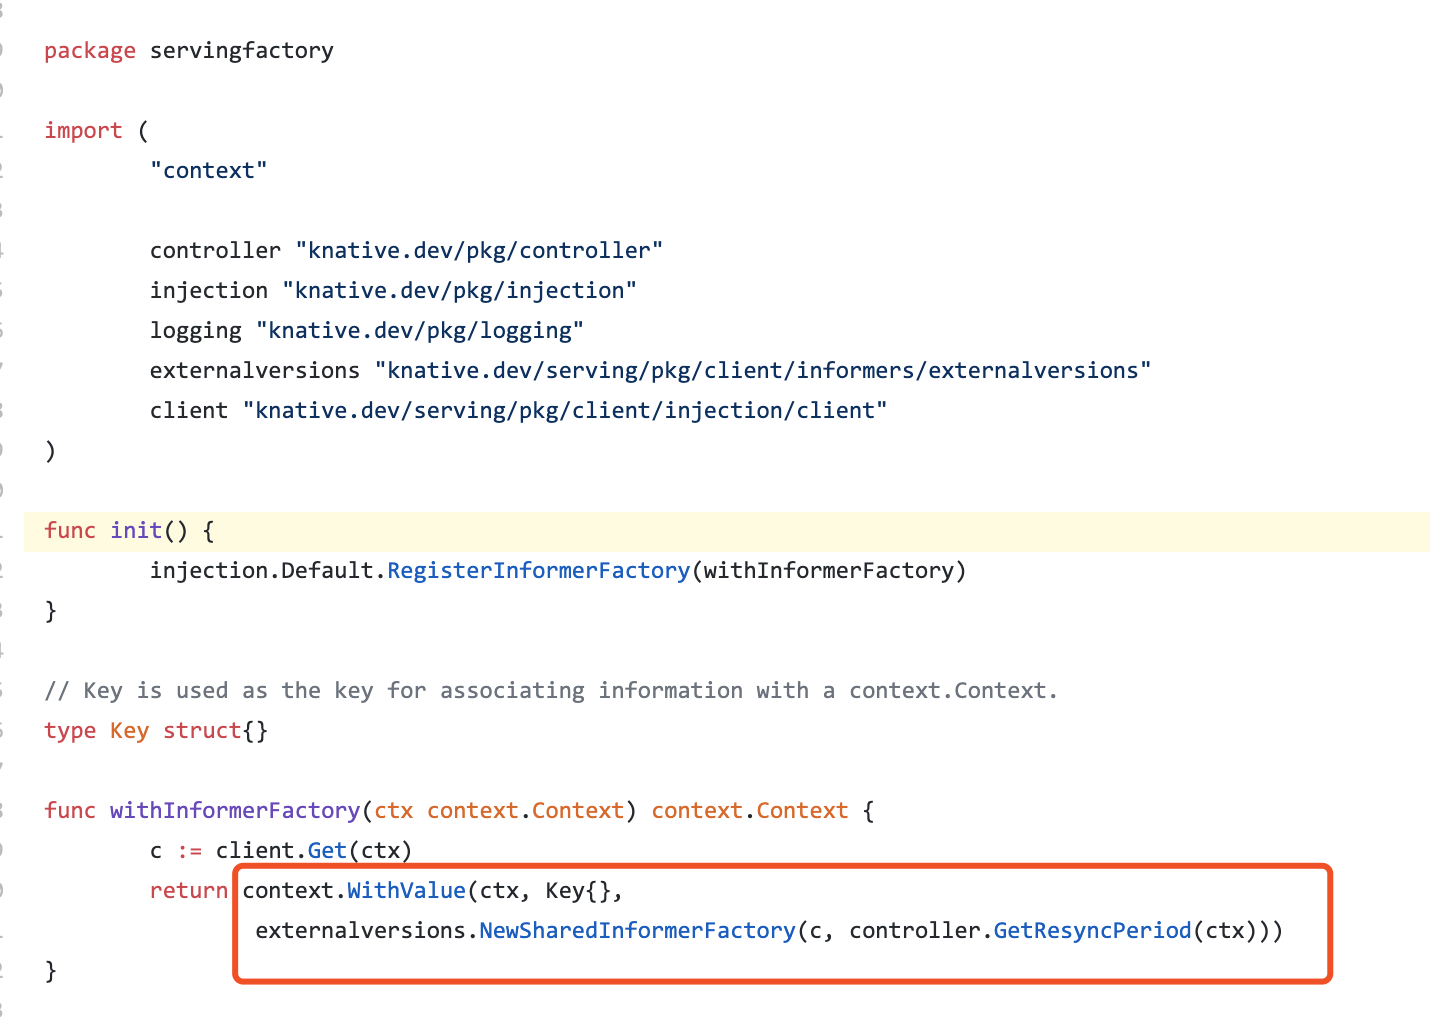 package servingfactory
import (
"context"
controller "knative.dev/pkg/controller"
injection "knative.dev/pkg/injection"
logging "knative.dev/pkg/logging"
externalversions "knative.dev/serving/pkg/client/informers/externalversions"
client "knative.dev/serving/pkg/client/injection/client"
)
func init() {
injection.Default.RegisterInformerFactory(withInformerFactory)
}
// Key is used as the key for associating information with a context.Context.
type Key struct{}
func withInformerFactory(ctx context.Context) context.Context {
c := client.Get(ctx)
return context.WithValue(ctx, Key{},
externalversions.NewSharedInformerFactory(c, controller.GetResyncPeriod(ctx)))
}